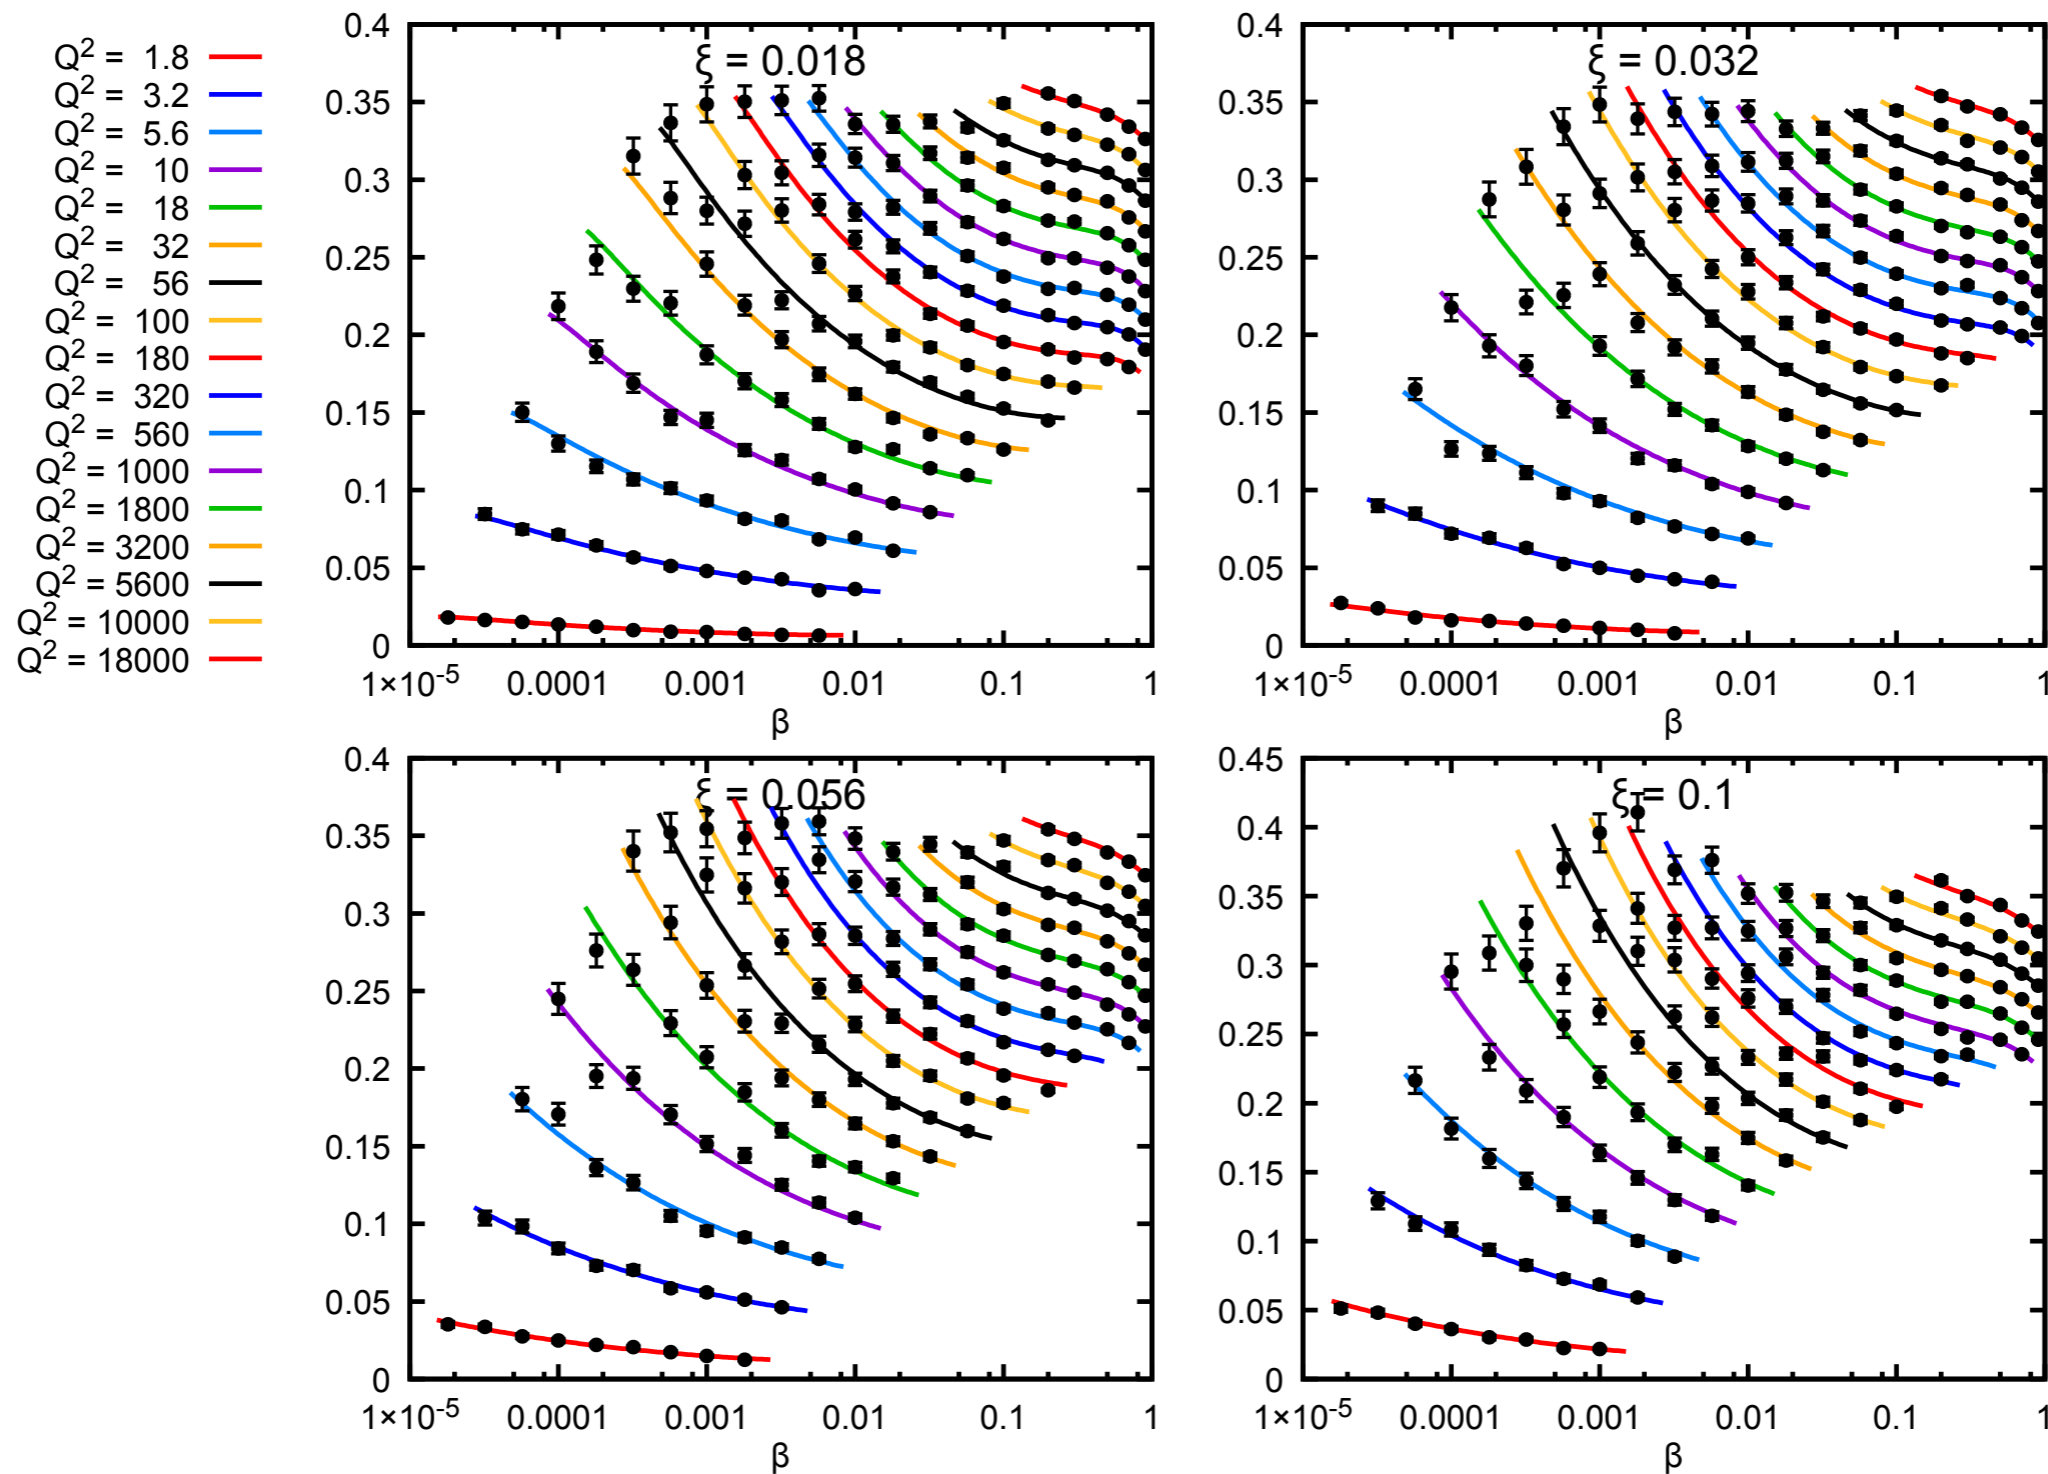 Q² = 1.8
Q² = 3.2
Q² = 5.6
Q² = 10
Q² = 18
Q² = 32
Q² = 56
Q² = 100
Q² = 180
Q² = 320
Q² = 560
Q² = 1000
Q² = 1800
Q² = 3200
Q² = 5600
Q² = 10000
Q² = 18000
ξ = 0.018
0.4
0.35
0.3
0.25
0.2
0.15
0.1
0.05
0
1×10⁻⁵ 0.0001 0.001 0.01 0.1 1
β
ξ = 0.032
0.4
0.35
0.3
0.25
0.2
0.15
0.1
0.05
0
1×10⁻⁵ 0.0001 0.001 0.01 0.1 1
β
ξ = 0.056
0.4
0.35
0.3
0.25
0.2
0.15
0.1
0.05
0
1×10⁻⁵ 0.0001 0.001 0.01 0.1 1
β
ξ = 0.1
0.45
0.4
0.35
0.3
0.25
0.2
0.15
0.1
0.05
0
1×10⁻⁵ 0.0001 0.001 0.01 0.1 1
β